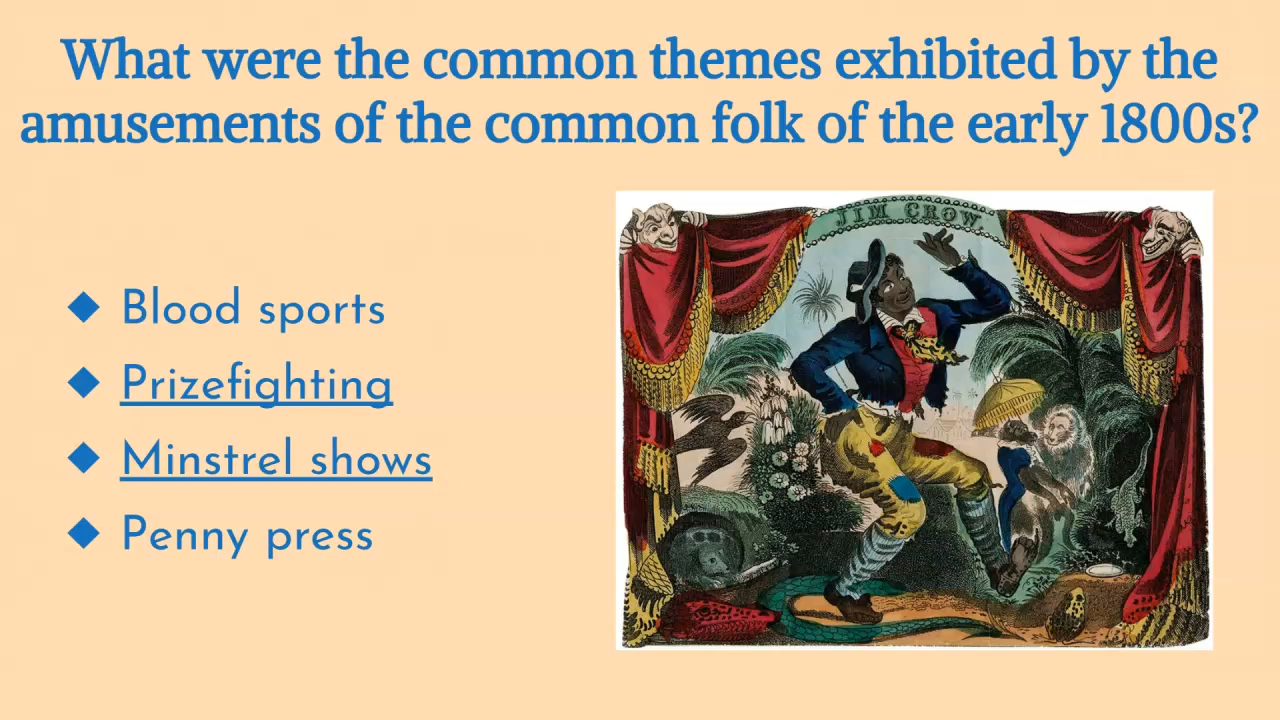 What were the common themes exhibited by the
amusements of the common folk of the early 1800s?
JIM CROW
Blood sports
Prizefighting
Minstrel shows
Penny press